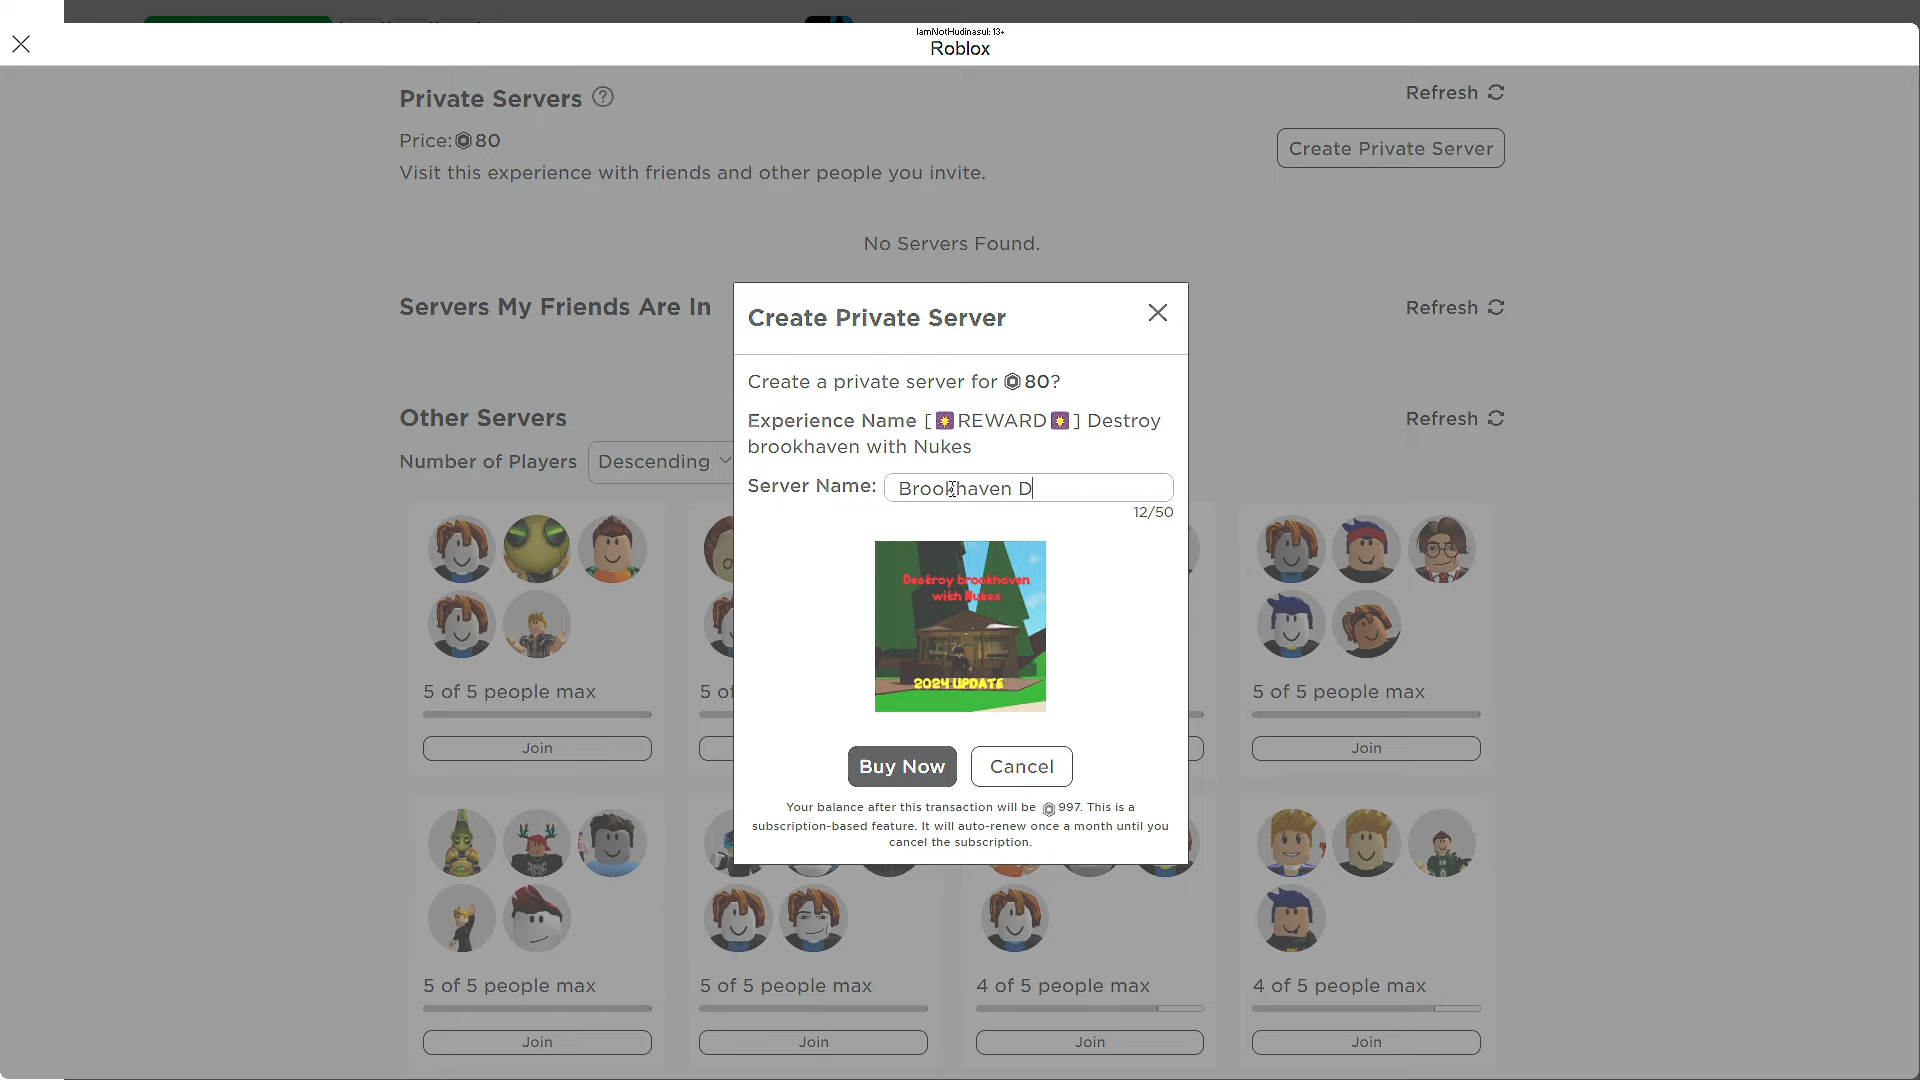 IamNotHudinasul: 13+
Roblox
Private Servers
Refresh
Price: 80
Create Private Server
Visit this experience with friends and other people you invite.
No Servers Found.
Servers My Friends Are In
Refresh
Other Servers
Refresh
Number of Players Descending
Create Private Server
Create a private server for 80?
Experience Name [ REWARD ] Destroy
brookhaven with Nukes
Server Name: Brookhaven D
12/50
Destroy brookhaven
with Nukes
2024 UPDATE
Buy Now Cancel
Your balance after this transaction will be 997. This is a
subscription-based feature. It will auto-renew once a month until you
cancel the subscription.
5 of 5 people max
5 of
5 of 5 people max
Join
Join
5 of 5 people max
5 of 5 people max
4 of 5 people max
4 of 5 people max
Join
Join
Join
Join